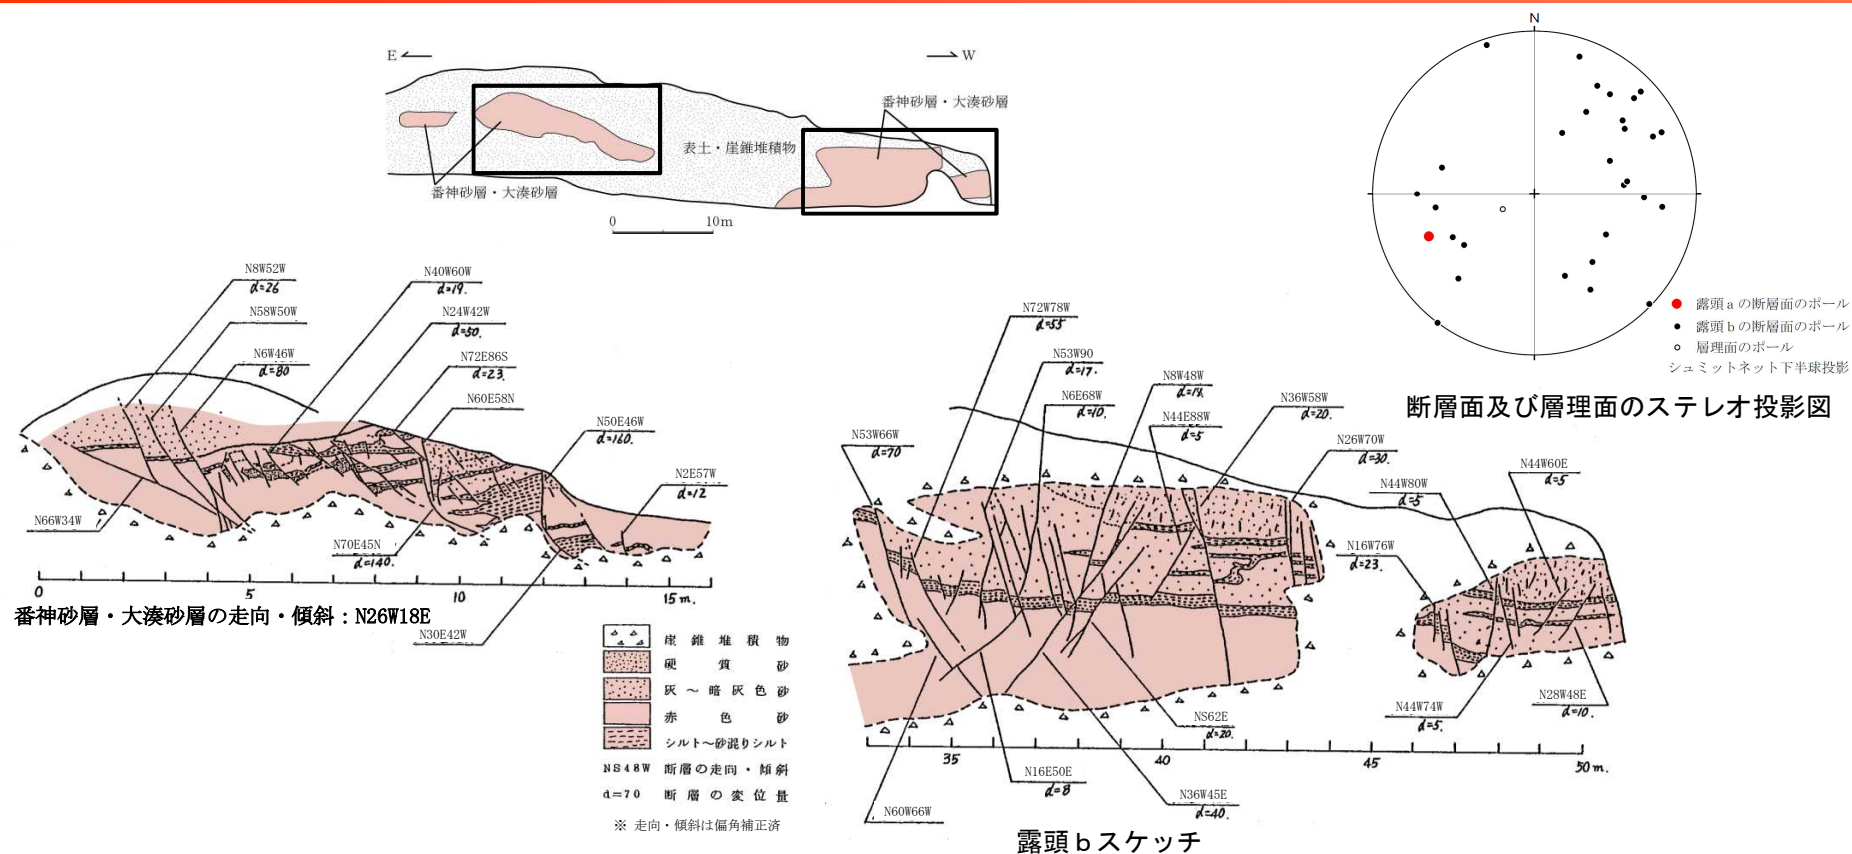 E
W
番神砂層・大湊砂層
表土・崖錐堆積物
番神砂層・大湊砂層
0 10m
N
露頭aの断層面のポール
露頭bの断層面のポール
層理面のポール
シュミットネット下半球投影
断層面及び層理面のステレオ投影図
N8W52W
d=26
N58W50W
N6W46W
d=80
N40W60W
d=19.
N24W42W
d=50.
N72E86S
d=23.
N60E58N
N50E46W
d=160.
N2E57W
d=12
N66W34W
N70E45N
d=140.
N30E42W
0 5 10 15m.
番神砂層・大湊砂層の走向・傾斜：N26W18E
崖錐堆積物
硬質砂
灰～暗灰色砂
赤色砂
シルト～砂混りシルト
NS48W 断層の走向・傾斜
d=70 断層の変位量
※ 走向・傾斜は偏角補正済
N72W78W
d=55
N53W90
d=17.
N6E68W
d=10.
N8W48W
d=14.
N44E88W
d=5
N36W58W
d=20.
N53W66W
d=70
N26W70W
d=30.
N44W80W
d=5
N44W60E
d=5
N16W76W
d=23.
N28W48E
d=10.
N44W74W
d=5.
NS62E
d=20.
N16E50E
d=8
N36W45E
d=40.
N60W66W
35 40 45 50m.
露頭bスケッチ